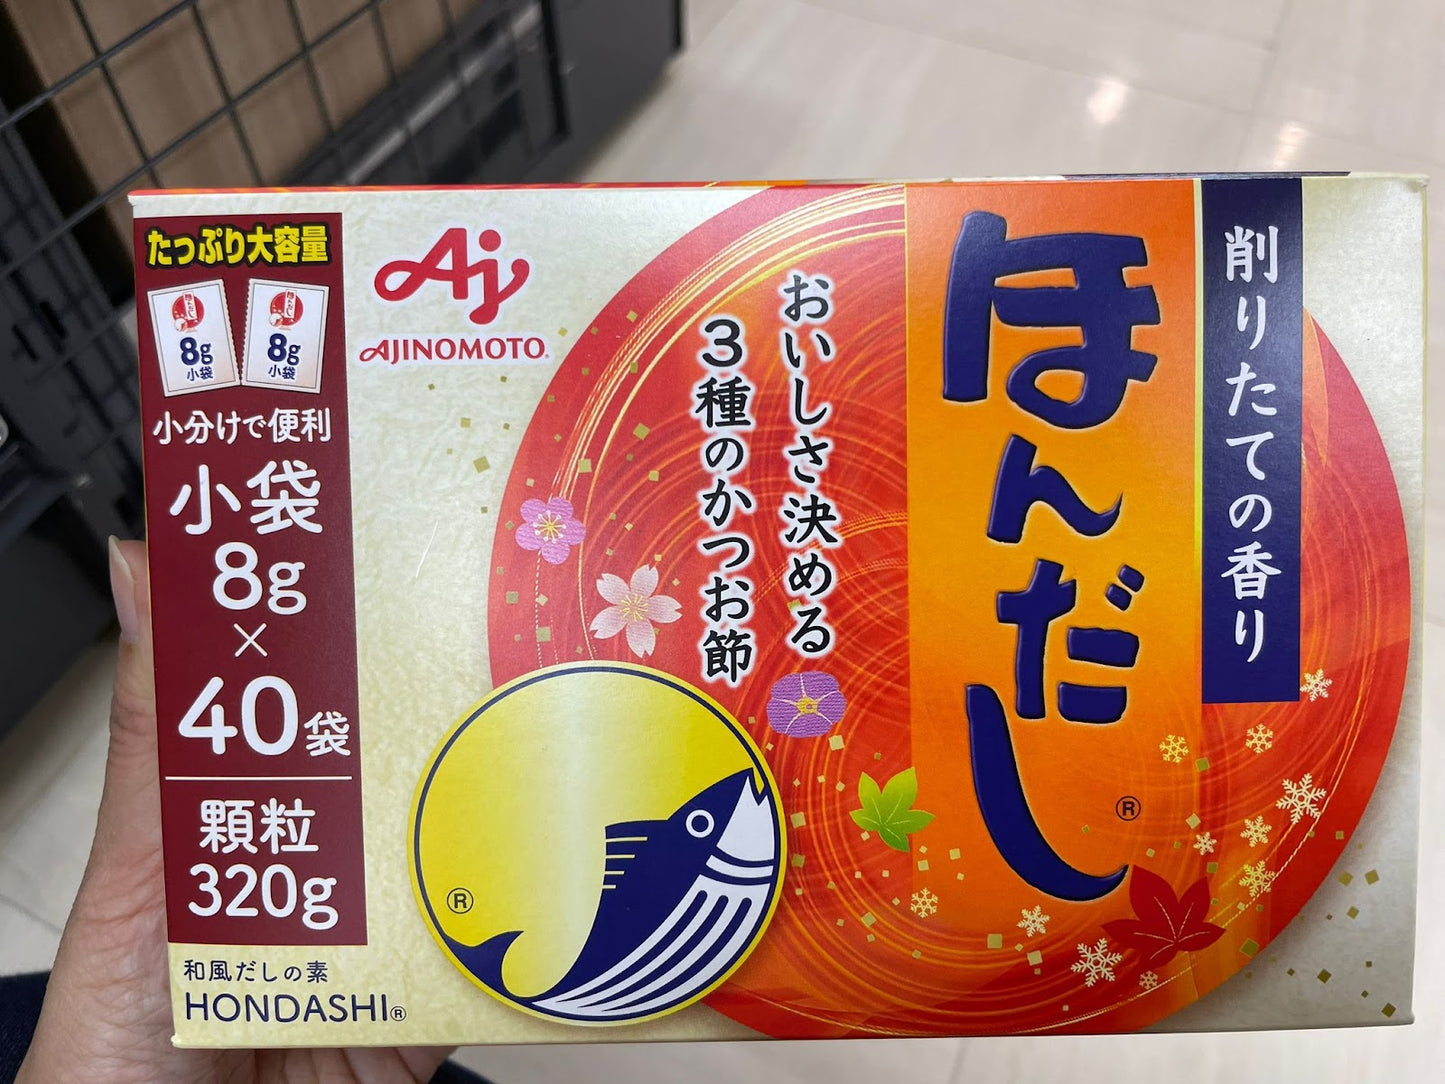 たっぷり大容量
8g
小袋
8g
小袋
小分けで便利
小袋
8g
×
40袋
顆粒
320g
和風だしの素
HONDASHI®
Aj
AJINOMOTO®
おいしさ決める
3種のかつお節
ほんだし
®
削りたての香り
®